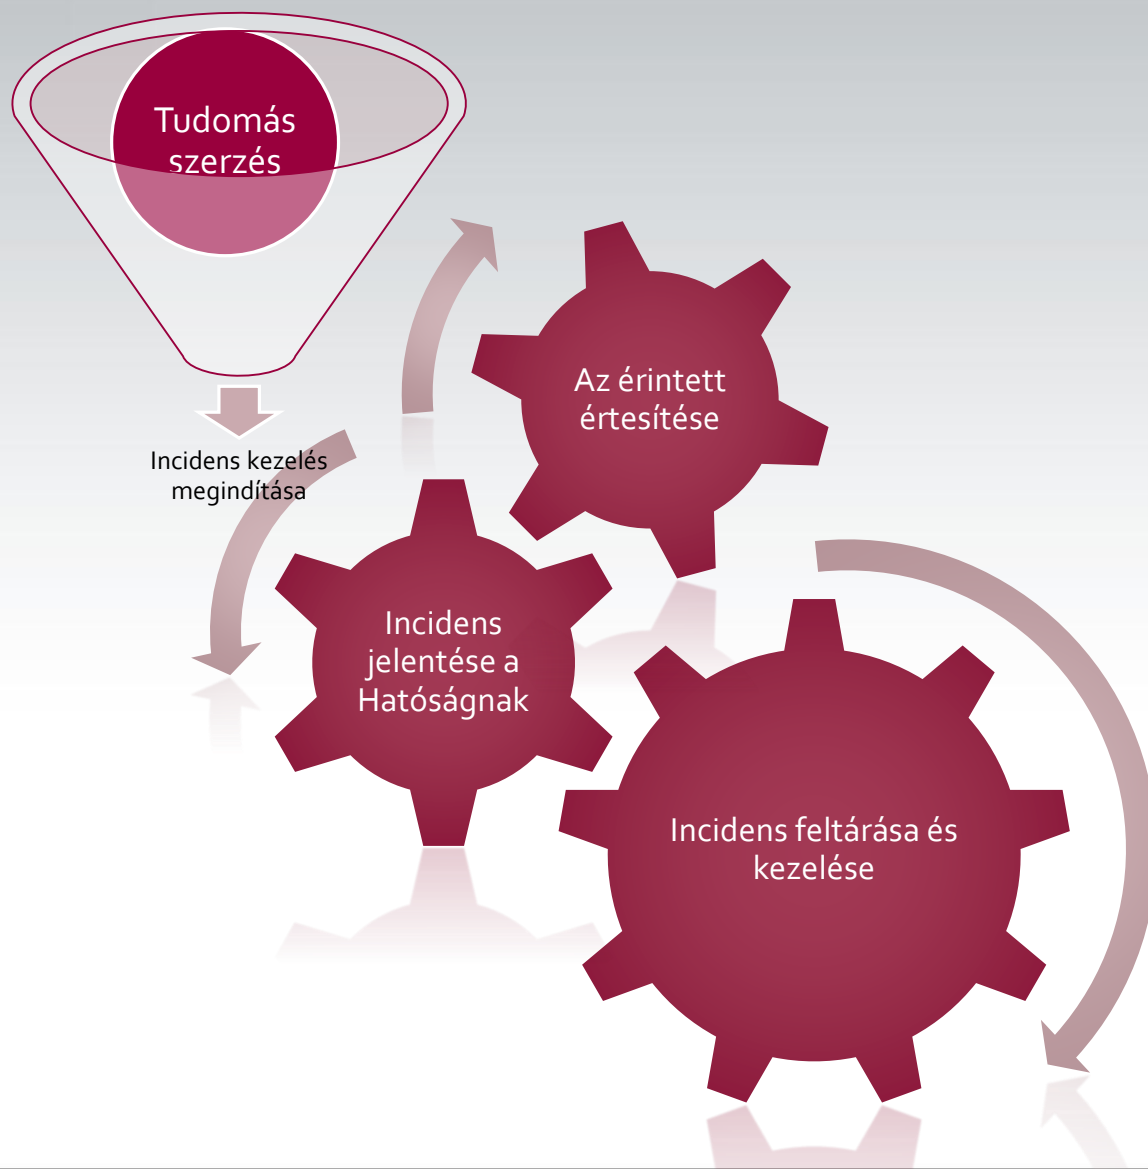 Tudomás
szerzés
Incidens kezelés
megindítása
Az érintett
értesítése
Incidens
jelentése a
Hatóságnak
Incidens feltárása és
kezelése